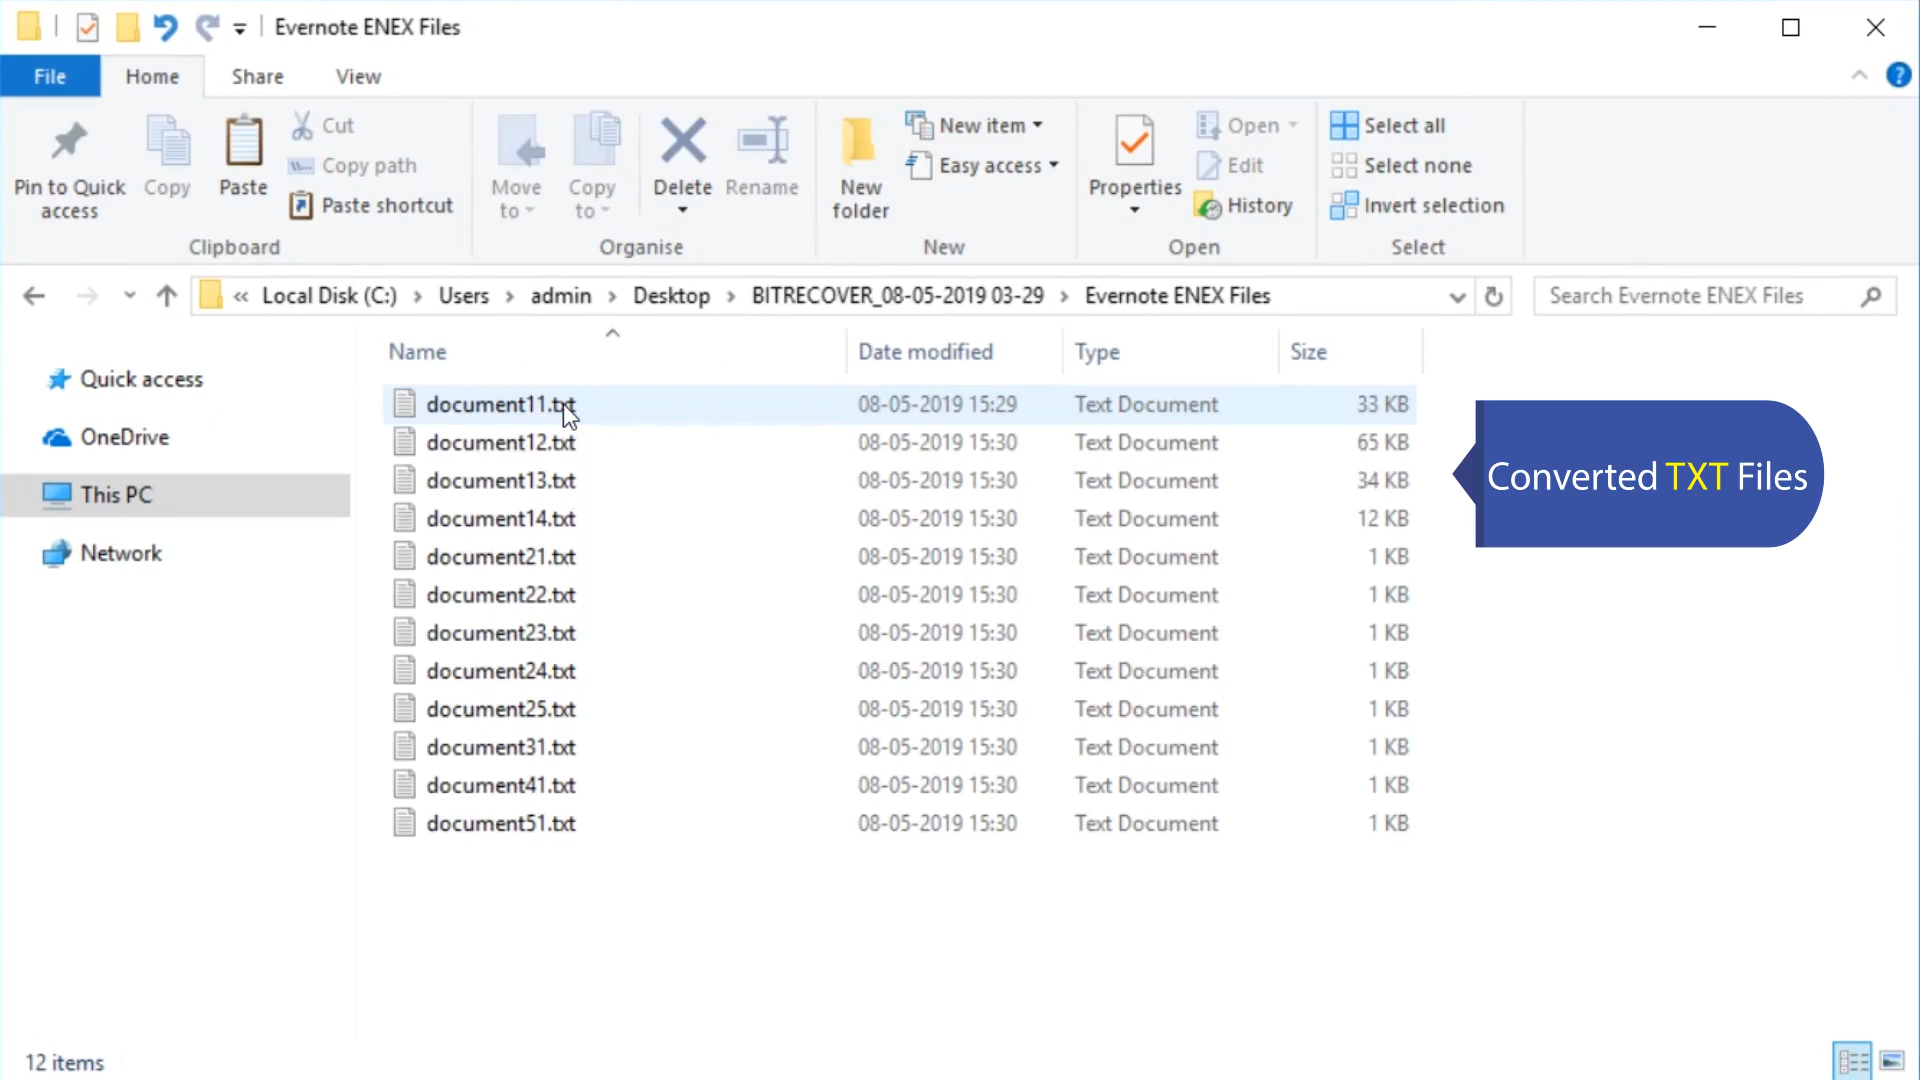 Evernote ENEX Files
File Home Share View
Pin to Quick access
Copy
Paste
Cut
Copy path
Paste shortcut
Clipboard
Move to
Copy to
Delete
Rename
Organise
New folder
New item
Easy access
New
Properties
Open
Edit
History
Open
Select all
Select none
Invert selection
Select
« Local Disk (C:) > Users > admin > Desktop > BITRECOVER_08-05-2019 03-29 > Evernote ENEX Files
Search Evernote ENEX Files
Quick access
OneDrive
This PC
Network
Name Date modified Type Size
document11.txt 08-05-2019 15:29 Text Document 33 KB
document12.txt 08-05-2019 15:30 Text Document 65 KB
document13.txt 08-05-2019 15:30 Text Document 34 KB
document14.txt 08-05-2019 15:30 Text Document 12 KB
document21.txt 08-05-2019 15:30 Text Document 1 KB
document22.txt 08-05-2019 15:30 Text Document 1 KB
document23.txt 08-05-2019 15:30 Text Document 1 KB
document24.txt 08-05-2019 15:30 Text Document 1 KB
document25.txt 08-05-2019 15:30 Text Document 1 KB
document31.txt 08-05-2019 15:30 Text Document 1 KB
document41.txt 08-05-2019 15:30 Text Document 1 KB
document51.txt 08-05-2019 15:30 Text Document 1 KB
Converted TXT Files
12 items